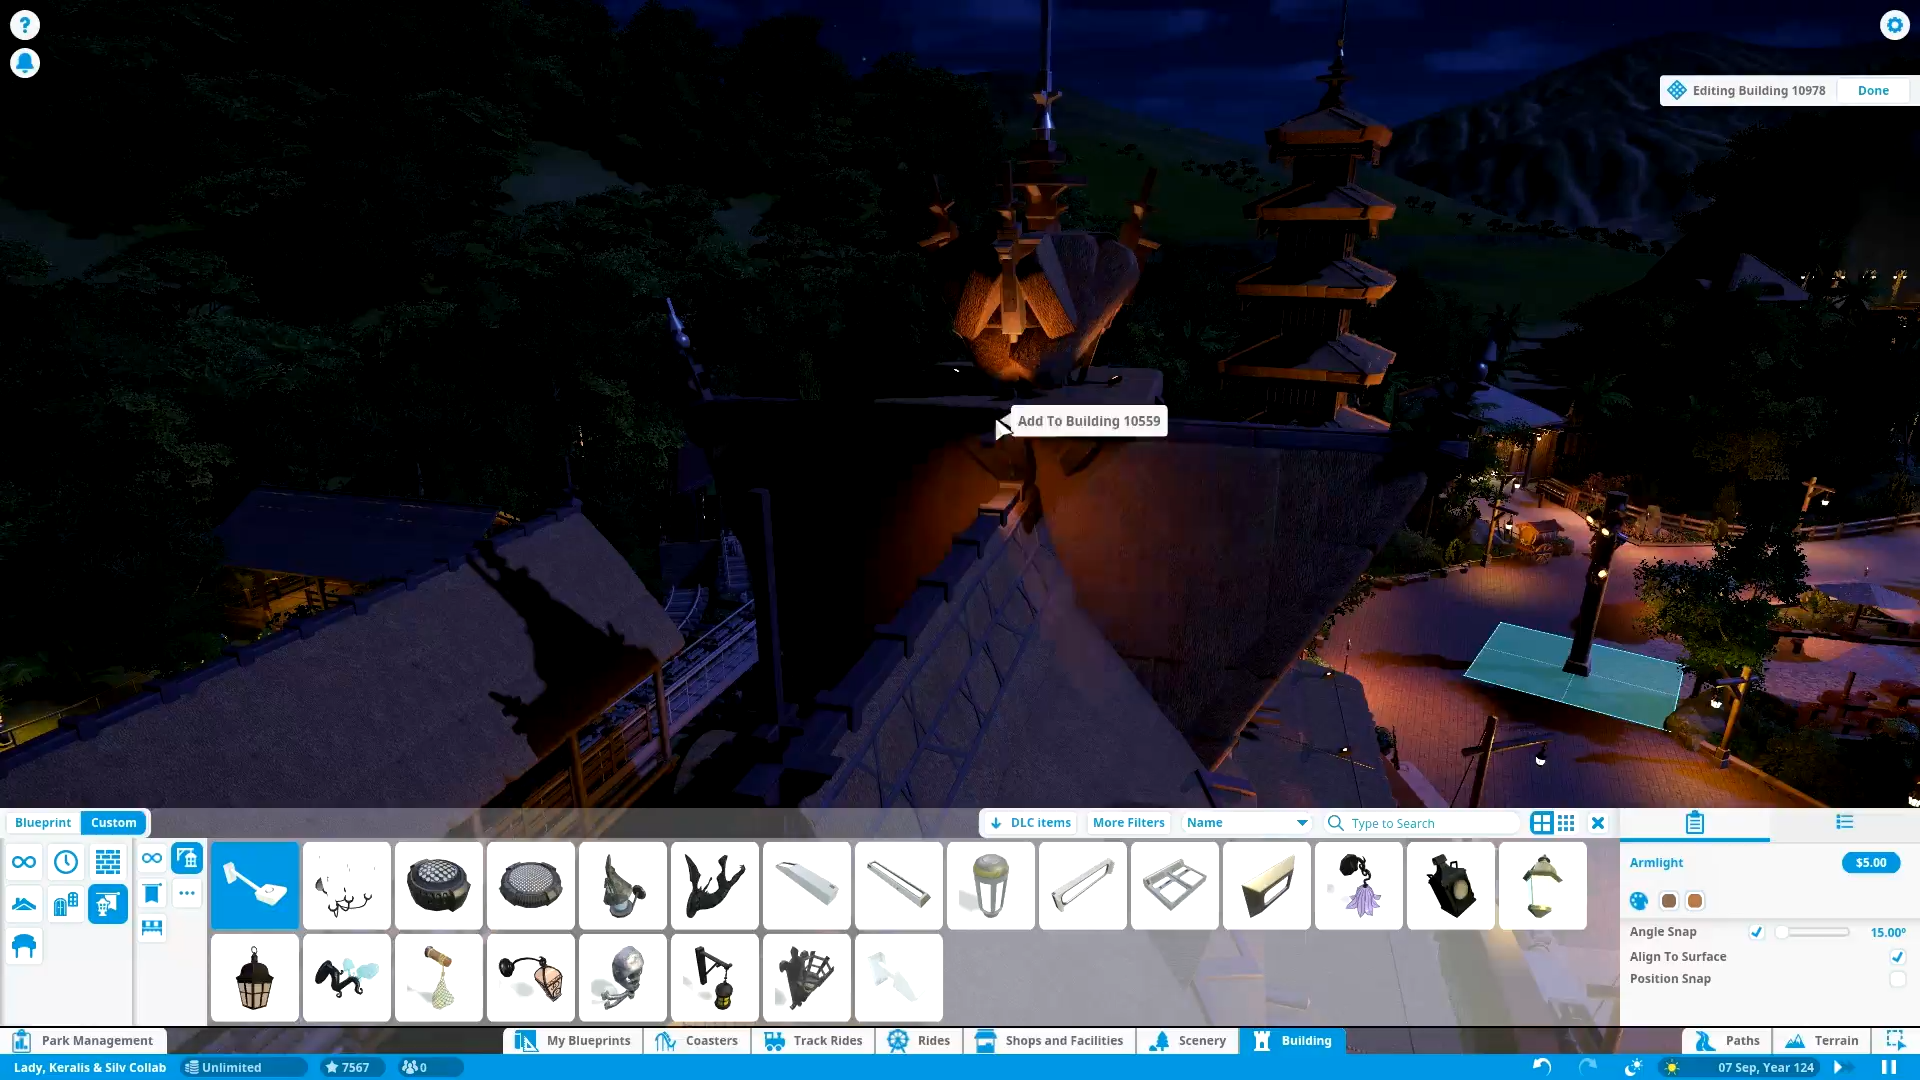 ?
Editing Building 10978
Done
Add To Building 10559
Blueprint
Custom
DLC items
More Filters
Name
Type to Search
Armlight
$5.00
Angle Snap
15.00°
Align To Surface
Position Snap
Park Management
My Blueprints
Coasters
Track Rides
Rides
Shops and Facilities
Scenery
Building
Paths
Terrain
Lady, Keralis & Silv Collab
Unlimited
7567
0
07 Sep, Year 124